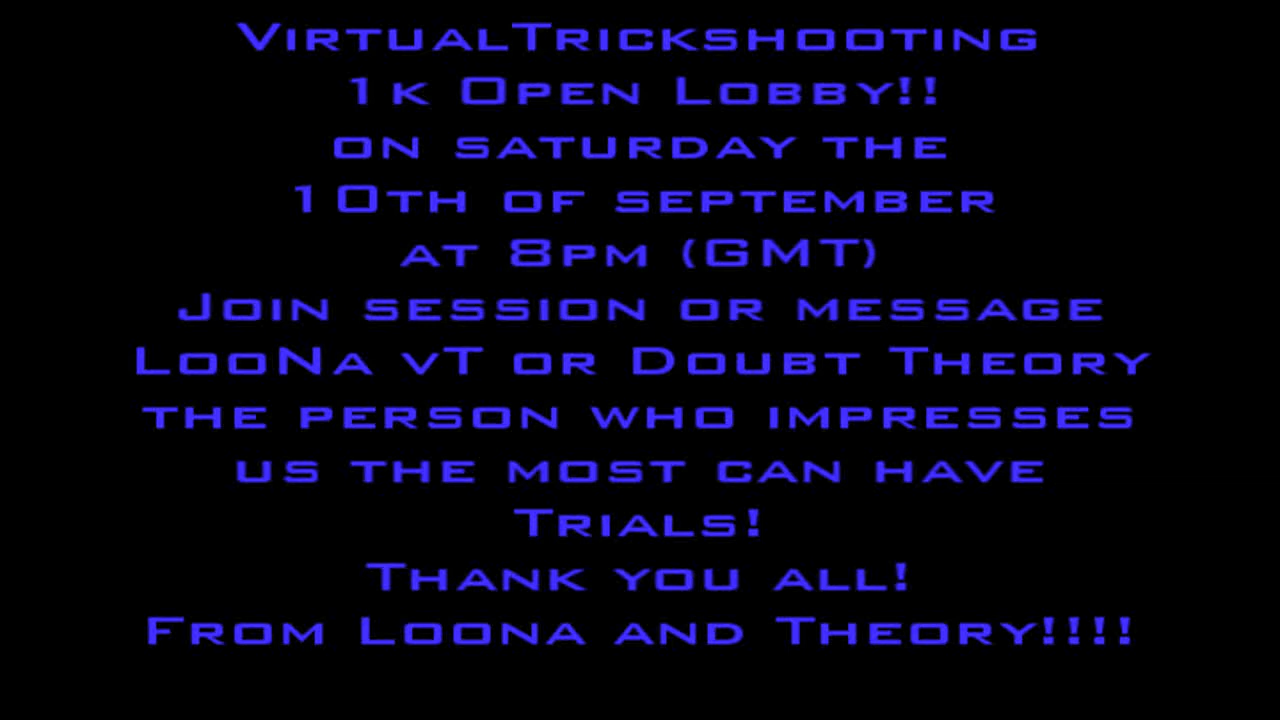 VirtualTrickshooting
1k Open Lobby!!
on saturday the
10th of september
at 8pm (GMT)
Join session or message
LooNa vT or Doubt Theory
the person who impresses
us the most can have
Trials!
Thank you all!
From Loona and Theory!!!!